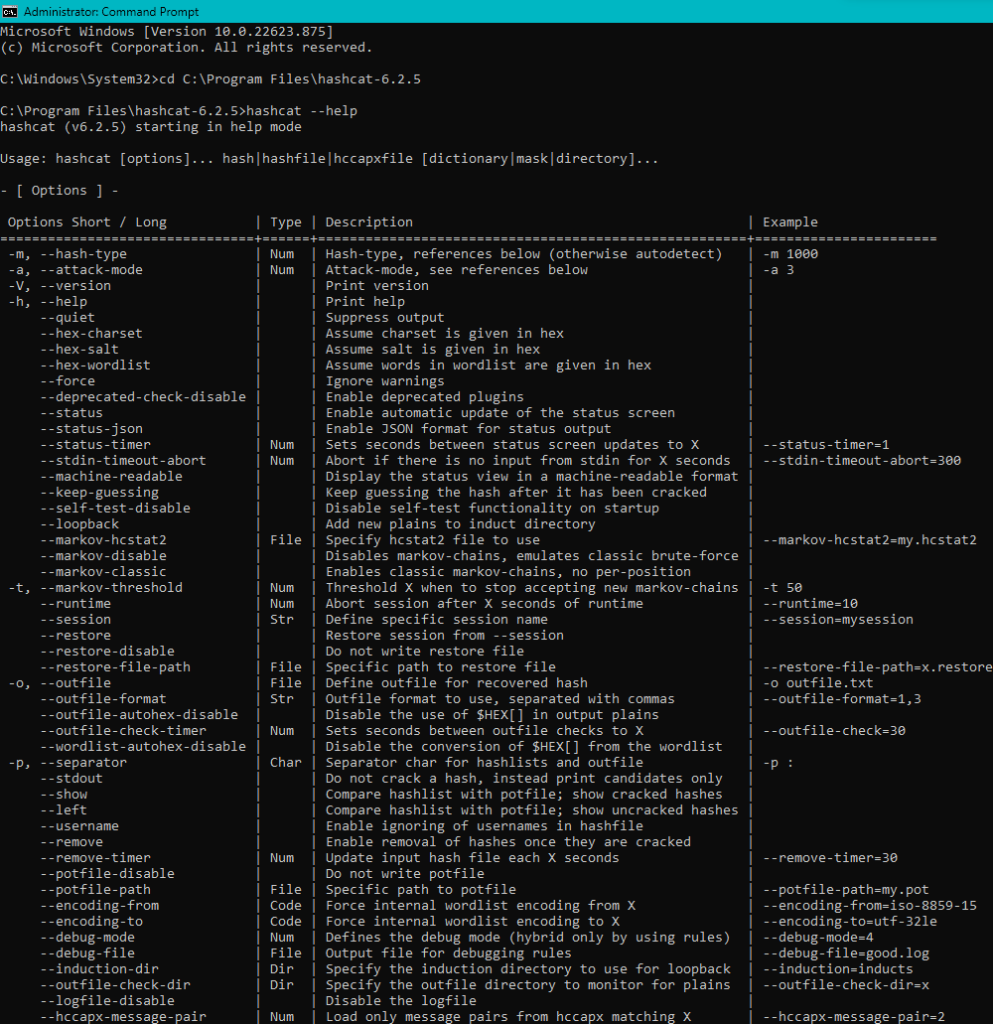 Administrator: Command Prompt
Microsoft Windows [Version 10.0.22623.875]
(c) Microsoft Corporation. All rights reserved.
C:\Windows\System32>cd C:\Program Files\hashcat-6.2.5
C:\Program Files\hashcat-6.2.5>hashcat --help
hashcat (v6.2.5) starting in help mode
Usage: hashcat [options]... hash|hashfile|hccapxfile [dictionary|mask|directory]...
- [ Options ] -
 Options Short / Long           | Type | Description                                          | Example
================================+======+======================================================+=======================
 -m, --hash-type                | Num  | Hash-type, references below (otherwise autodetect)   | -m 1000
 -a, --attack-mode              | Num  | Attack-mode, see references below                    | -a 3
 -V, --version                  |      | Print version                                        |
 -h, --help                     |      | Print help                                           |
     --quiet                    |      | Suppress output                                      |
     --hex-charset              |      | Assume charset is given in hex                       |
     --hex-salt                 |      | Assume salt is given in hex                          |
     --hex-wordlist             |      | Assume words in wordlist are given in hex            |
     --force                    |      | Ignore warnings                                      |
     --deprecated-check-disable |      | Enable deprecated plugins                            |
     --status                   |      | Enable automatic update of the status screen         |
     --status-json              |      | Enable JSON format for status output                 |
     --status-timer             | Num  | Sets seconds between status screen updates to X      | --status-timer=1
     --stdin-timeout-abort      | Num  | Abort if there is no input from stdin for X seconds  | --stdin-timeout-abort=300
     --machine-readable         |      | Display the status view in a machine-readable format |
     --keep-guessing            |      | Keep guessing the hash after it has been cracked     |
     --self-test-disable        |      | Disable self-test functionality on startup           |
     --loopback                 |      | Add new plains to induct directory                   |
     --markov-hcstat2           | File | Specify hcstat2 file to use                          | --markov-hcstat2=my.hcstat2
     --markov-disable           |      | Disables markov-chains, emulates classic brute-force |
     --markov-classic           |      | Enables classic markov-chains, no per-position       |
 -t, --markov-threshold         | Num  | Threshold X when to stop accepting new markov-chains | -t 50
     --runtime                  | Num  | Abort session after X seconds of runtime             | --runtime=10
     --session                  | Str  | Define specific session name                         | --session=mysession
     --restore                  |      | Restore session from --session                       |
     --restore-disable          |      | Do not write restore file                            |
     --restore-file-path        | File | Specific path to restore file                        | --restore-file-path=x.restore
 -o, --outfile                  | File | Define outfile for recovered hash                    | -o outfile.txt
     --outfile-format           | Str  | Outfile format to use, separated with commas         | --outfile-format=1,3
     --outfile-autohex-disable  |      | Disable the use of $HEX[] in output plains           |
     --outfile-check-timer      | Num  | Sets seconds between outfile checks to X             | --outfile-check=30
     --wordlist-autohex-disable |      | Disable the conversion of $HEX[] from the wordlist   |
 -p, --separator                | Char | Separator char for hashlists and outfile             | -p :
     --stdout                   |      | Do not crack a hash, instead print candidates only   |
     --show                     |      | Compare hashlist with potfile; show cracked hashes   |
     --left                     |      | Compare hashlist with potfile; show uncracked hashes |
     --username                 |      | Enable ignoring of usernames in hashfile             |
     --remove                   |      | Enable removal of hashes once they are cracked       |
     --remove-timer             | Num  | Update input hash file each X seconds                | --remove-timer=30
     --potfile-disable          |      | Do not write potfile                                 |
     --potfile-path             | File | Specific path to potfile                             | --potfile-path=my.pot
     --encoding-from            | Code | Force internal wordlist encoding from X              | --encoding-from=iso-8859-15
     --encoding-to              | Code | Force internal wordlist encoding to X                | --encoding-to=utf-32le
     --debug-mode               | Num  | Defines the debug mode (hybrid only by using rules)  | --debug-mode=4
     --debug-file               | File | Output file for debugging rules                      | --debug-file=good.log
     --induction-dir            | Dir  | Specify the induction directory to use for loopback  | --induction=inducts
     --outfile-check-dir        | Dir  | Specify the outfile directory to monitor for plains  | --outfile-check-dir=x
     --logfile-disable          |      | Disable the logfile                                  |
     --hccapx-message-pair      | Num  | Load only message pairs from hccapx matching X       | --hccapx-message-pair=2